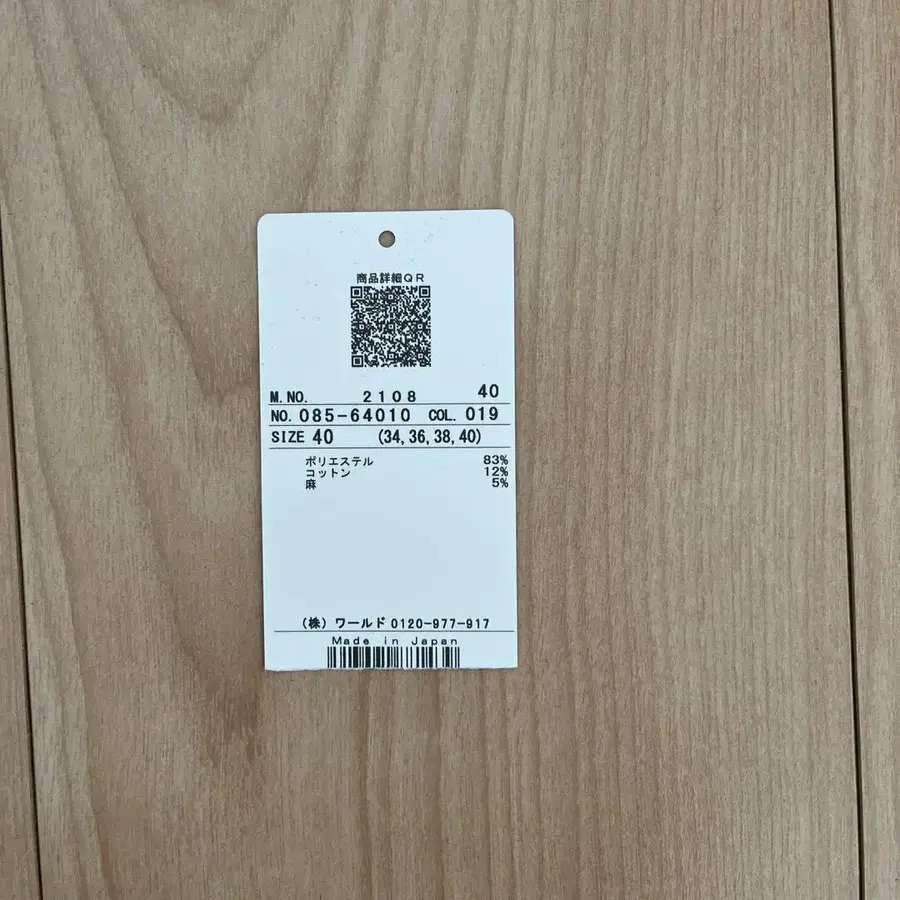 商品詳細QR
M.NO. 2108 40
NO. 085-64010 COL. 019
SIZE 40 (34,36,38,40)
ポリエステル 83%
コットン 12%
麻 5%
(株) ワールド 0120-977-917
Made in Japan